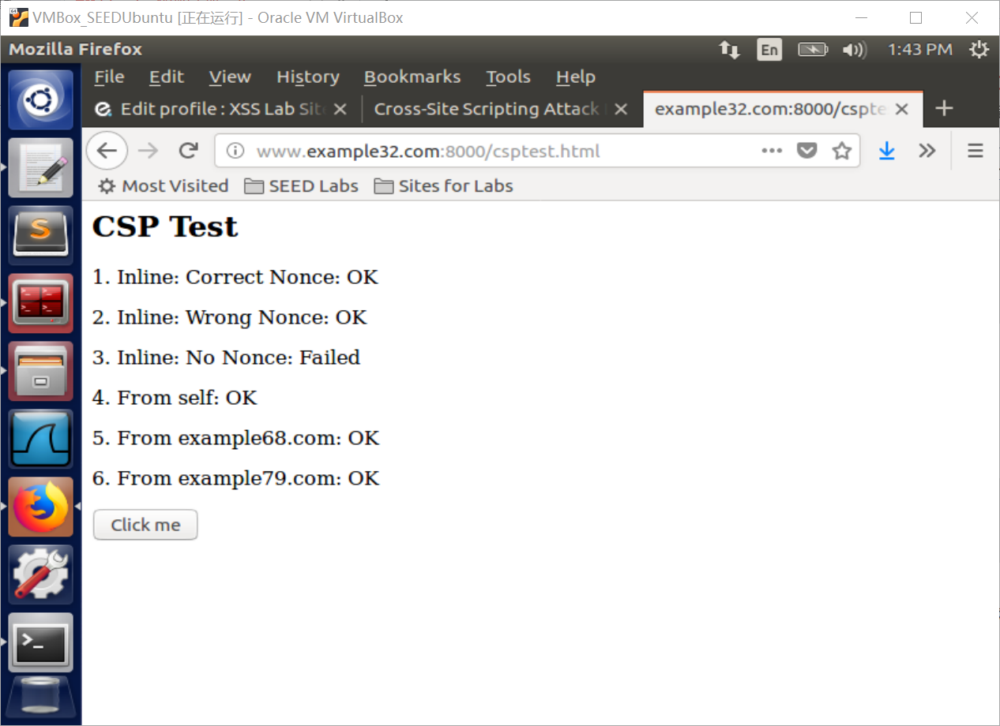 VMBox_SEEDUbuntu [正在运行] - Oracle VM VirtualBox
Mozilla Firefox En 1:43 PM
File Edit View History Bookmarks Tools Help
Edit profile : XSS Lab Site Cross-Site Scripting Attack example32.com:8000/cspte
www.example32.com:8000/csptest.html
Most Visited SEED Labs Sites for Labs
CSP Test
1. Inline: Correct Nonce: OK
2. Inline: Wrong Nonce: OK
3. Inline: No Nonce: Failed
4. From self: OK
5. From example68.com: OK
6. From example79.com: OK
Click me